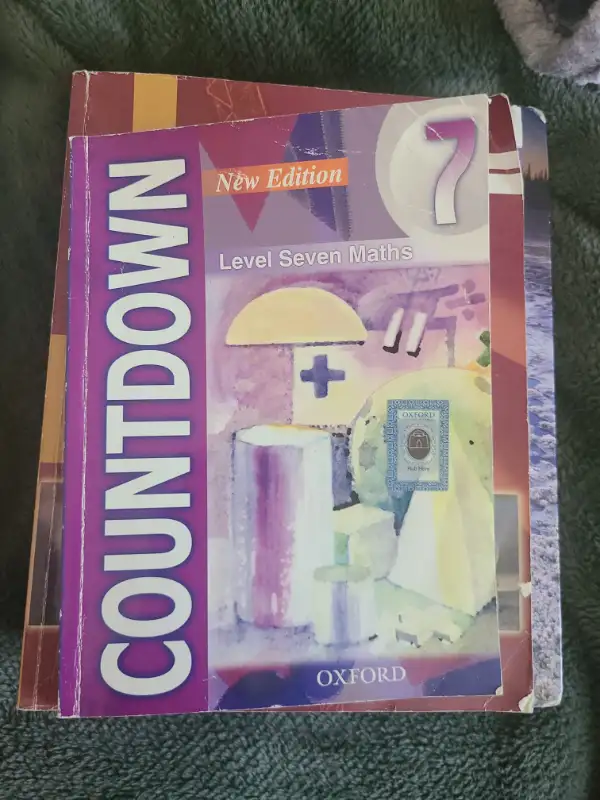 COUNTDOWN
New Edition
7
Level Seven Maths
OXFORD
OXFORD